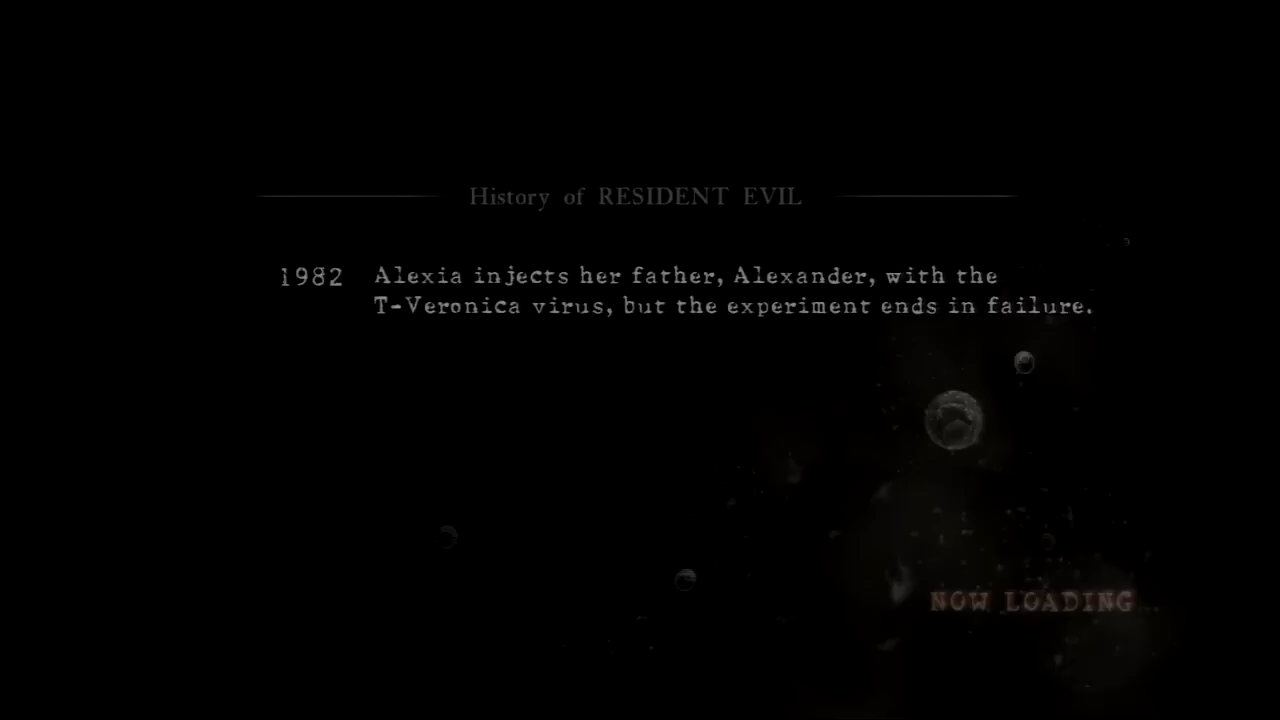 History of RESIDENT EVIL
1982 Alexia injects her father, Alexander, with the
T-Veronica virus, but the experiment ends in failure.
NOW LOADING...